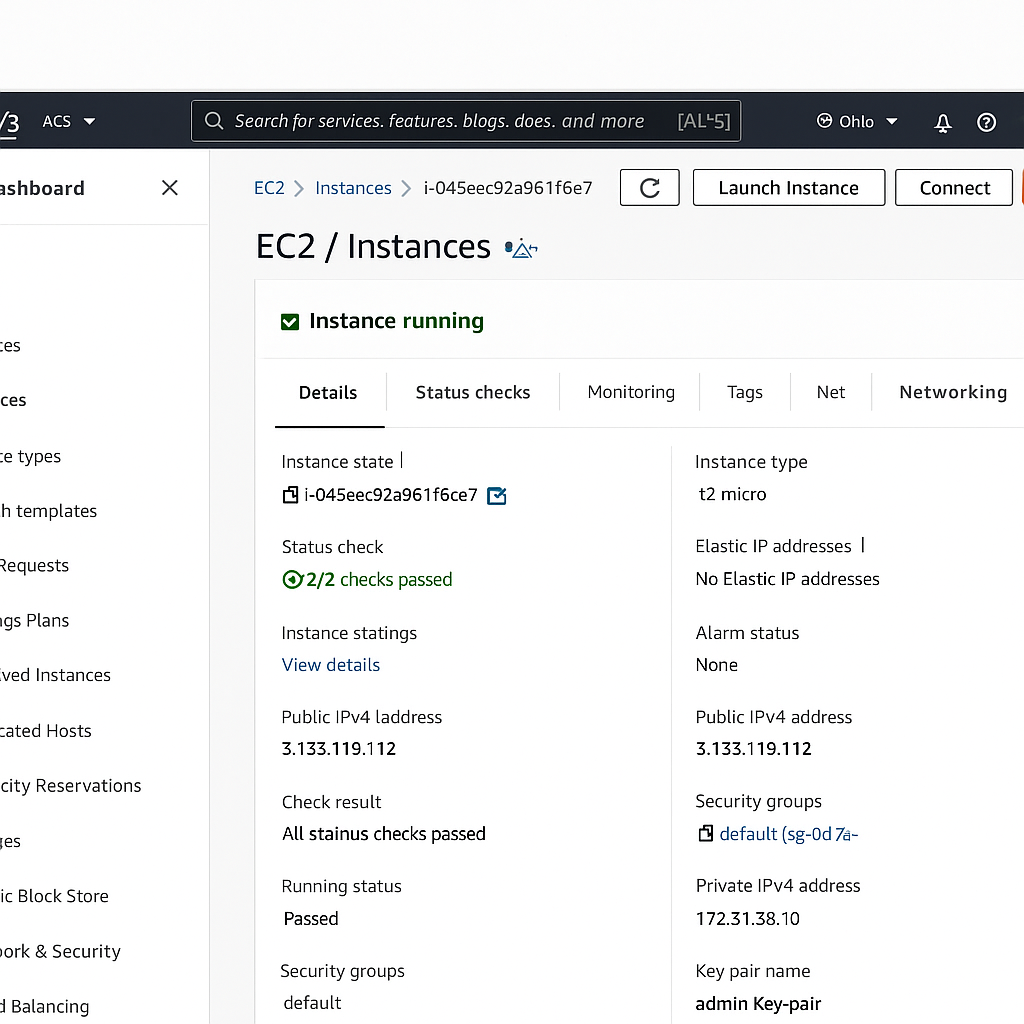 /3 ACS Search for services. features. blogs. does. and more [AL५5] Ohlo
ashboard
EC2 Instances i-045eec92a961f6e7 Launch Instance Connect
EC2 / Instances
Instance running
Details Status checks Monitoring Tags Net Networking
ces
ces
ce types
h templates
Requests
ngs Plans
ved Instances
cated Hosts
city Reservations
ges
ic Block Store
ork & Security
d Balancing
Instance state
i-045eec92a961f6ce7
Status check
2/2 checks passed
Instance statings
View details
Public IPv4 laddress
3.133.119.112
Check result
All stainus checks passed
Running status
Passed
Security groups
default
Instance type
t2 micro
Elastic IP addresses
No Elastic IP addresses
Alarm status
None
Public IPv4 address
3.133.119.112
Security groups
default (sg-0d
Private IPv4 address
172.31.38.10
Key pair name
admin Key-pair